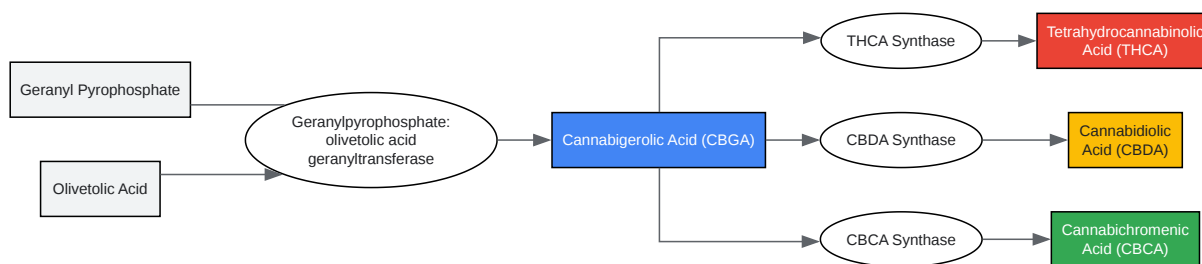 Geranyl Pyrophosphate
Olivetolic Acid
Geranylpyrophosphate:
olivetolic acid
geranyltransferase
Cannabigerolic Acid (CBGA)
THCA Synthase
Tetrahydrocannabinolic
Acid (THCA)
CBDA Synthase
Cannabidiolic
Acid (CBDA)
CBCA Synthase
Cannabichromenic
Acid (CBCA)